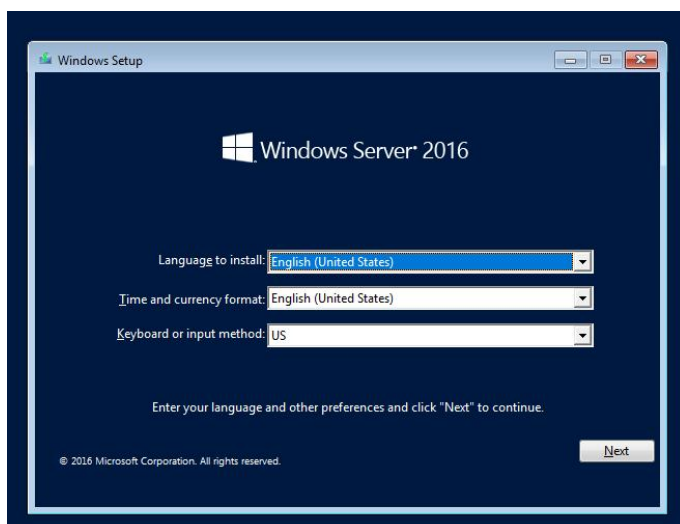 Windows Setup
Windows Server® 2016
Language to install: English (United States)
Time and currency format: English (United States)
Keyboard or input method: US
Enter your language and other preferences and click "Next" to continue.
Next
© 2016 Microsoft Corporation. All rights reserved.